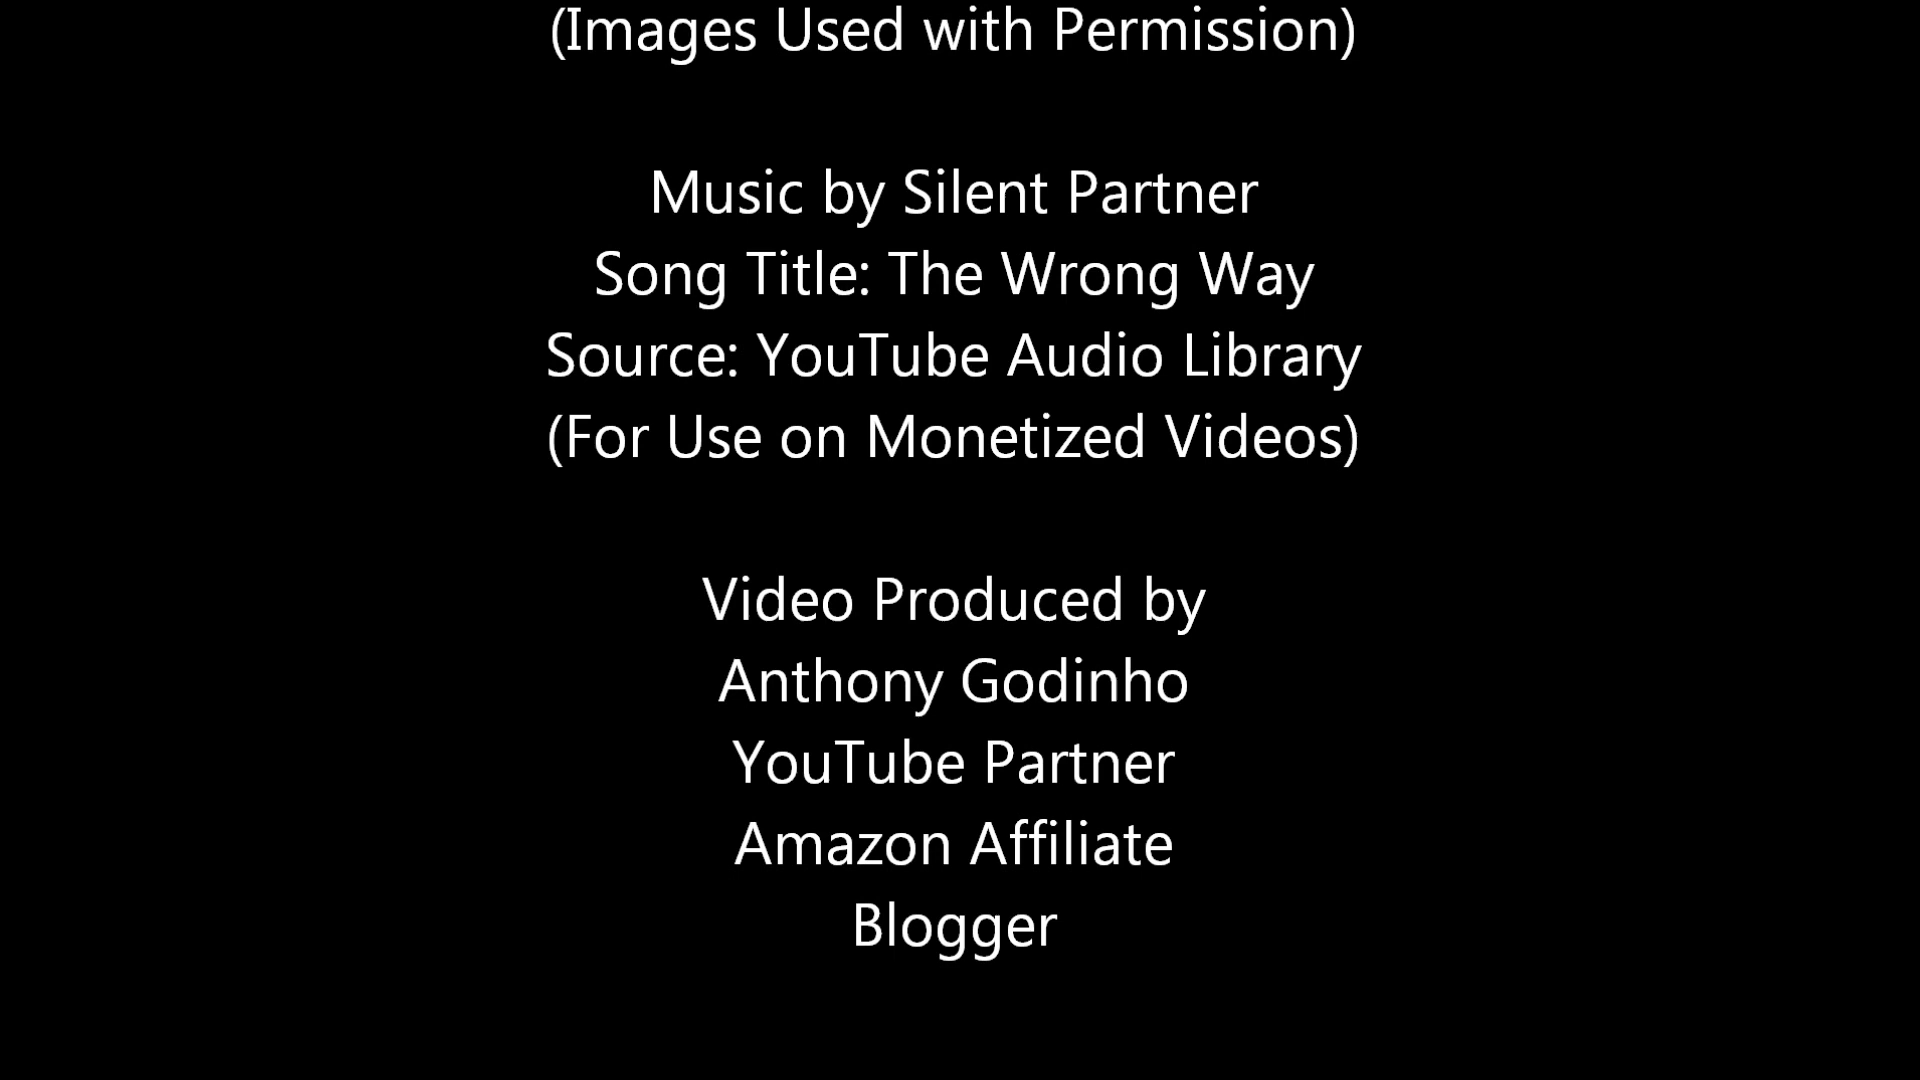 (Images Used with Permission)
Music by Silent Partner
Song Title: The Wrong Way
Source: YouTube Audio Library
(For Use on Monetized Videos)
Video Produced by
Anthony Godinho
YouTube Partner
Amazon Affiliate
Blogger